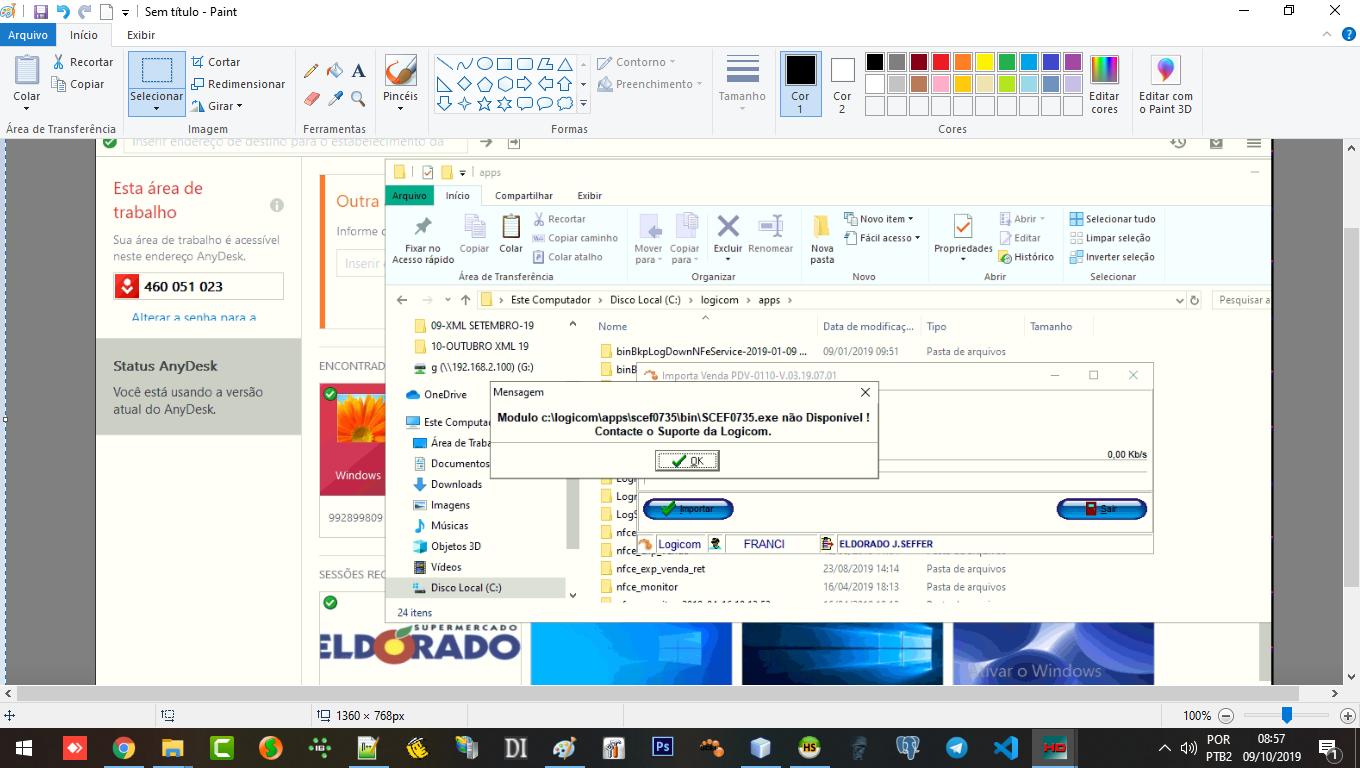 Sem título - Paint
Arquivo
Início
Exibir
Colar
Recortar
Copiar
Área de Transferência
Selecionar
Cortar
Redimensionar
Girar
Imagem
Ferramentas
Pincéis
Contorno
Preenchimento
Formas
Tamanho
Cor
1
Cor
2
Editar
cores
Cores
Editar com
o Paint 3D
Inserir endereço de destino para o estabelecimento da
Esta área de
trabalho
Sua área de trabalho é acessível
neste endereço AnyDesk.
460 051 023
Alterar a senha para a
Status AnyDesk
Você está usando a versão
atual do AnyDesk.
Outra
Informe
Inserir
ENCONTRAD
Windows
992899809
SESSÕES REC
SUPERMERCADO
ELDORADO
apps
Arquivo
Início
Compartilhar
Exibir
Fixar no
Acesso rápido
Copiar
Colar
Recortar
Copiar caminho
Colar atalho
Área de Transferência
Mover
para
Copiar
para
Excluir
Renomear
Organizar
Nova
pasta
Novo item
Fácil acesso
Novo
Propriedades
Abrir
Editar
Histórico
Abrir
Selecionar tudo
Limpar seleção
Inverter seleção
Selecionar
Este Computador
Disco Local (C:)
logicom
apps
Pesquisar a
09-XML SETEMBRO-19
10-OUTUBRO XML 19
g (\\192.168.2.100) (G:)
OneDrive
Este Computa
Área de Traba
Documentos
Downloads
Imagens
Músicas
Objetos 3D
Vídeos
Disco Local (C:)
24 itens
Nome
Data de modificaç...
Tipo
Tamanho
binBkpLogDownNFeService-2019-01-09 ...
09/01/2019 09:51
Pasta de arquivos
binB
LogS
nfce
nfce_exp_venda_ret
23/08/2019 14:14
Pasta de arquivos
nfce_monitor
16/04/2019 18:13
Pasta de arquivos
Importa Venda PDV-0110-V.03.19.07.01
0,00 Kb/s
Importar
Sair
Logicom
FRANCI
ELDORADO J.SEFFER
Mensagem
Modulo c:\logicom\apps\scef0735\bin\SCEF0735.exe não Disponivel !
Contacte o Suporte da Logicom.
OK
Ativar o Windows
1360 × 768px
100%
DI
Ps
HS
POR
PTB2
08:57
09/10/2019
1